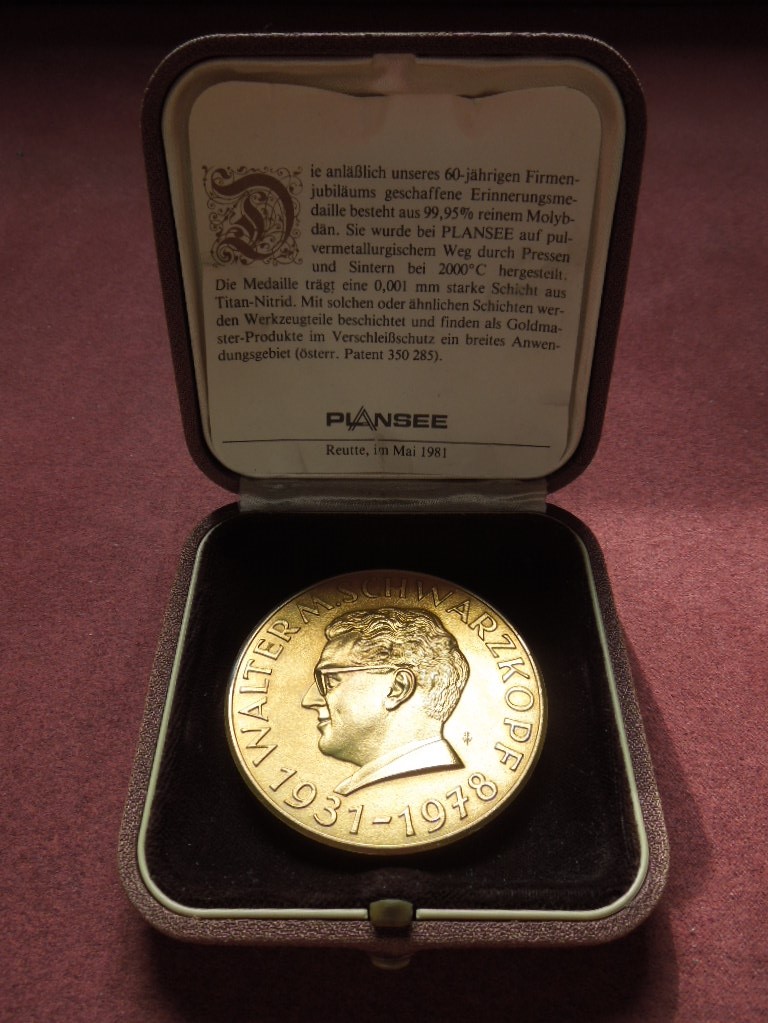 Die anläßlich unseres 60-jährigen Firmen-
jubiläums geschaffene Erinnerungsme-
daille besteht aus 99,95% reinem Molyb-
dän. Sie wurde bei PLANSEE auf pul-
vermetallurgischem Weg durch Pressen
und Sintern bei 2000°C hergestellt.
Die Medaille trägt eine 0,001 mm starke Schicht aus
Titan-Nitrid. Mit solchen oder ähnlichen Schichten wer-
den Werkzeugteile beschichtet und finden als Goldma-
ster-Produkte im Verschleißschutz ein breites Anwen-
dungsgebiet (österr. Patent 350 285).
PLANSEE
Reutte, im Mai 1981
WALTER M. SCHWARZKOPF
1931-1978